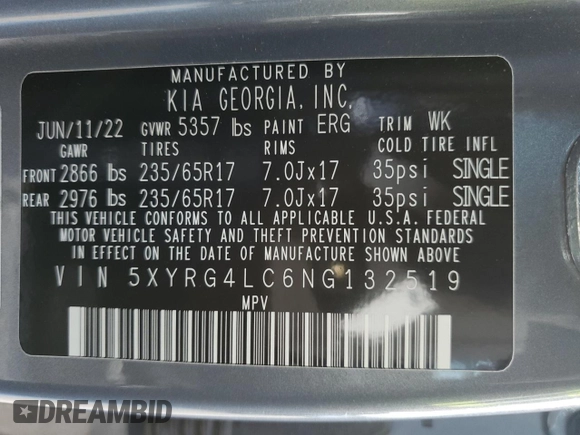 MANUFACTURED BY
KIA GEORGIA, INC.
JUN/11/22 GVWR 5357 lbs PAINT ERG TRIM WK
GAWR TIRES RIMS COLD TIRE INFL
FRONT 2866 lbs 235/65R17 7.0Jx17 35psi SINGLE
REAR 2976 lbs 235/65R17 7.0Jx17 35psi SINGLE
THIS VEHICLE CONFORMS TO ALL APPLICABLE U.S.A. FEDERAL
MOTOR VEHICLE SAFETY AND THEFT PREVENTION STANDARDS
IN EFFECT ON THE DATE OF MANUFACTURE SHOWN ABOVE
VIN 5XYRG4LC6NG132519
MPV
DREAMBID